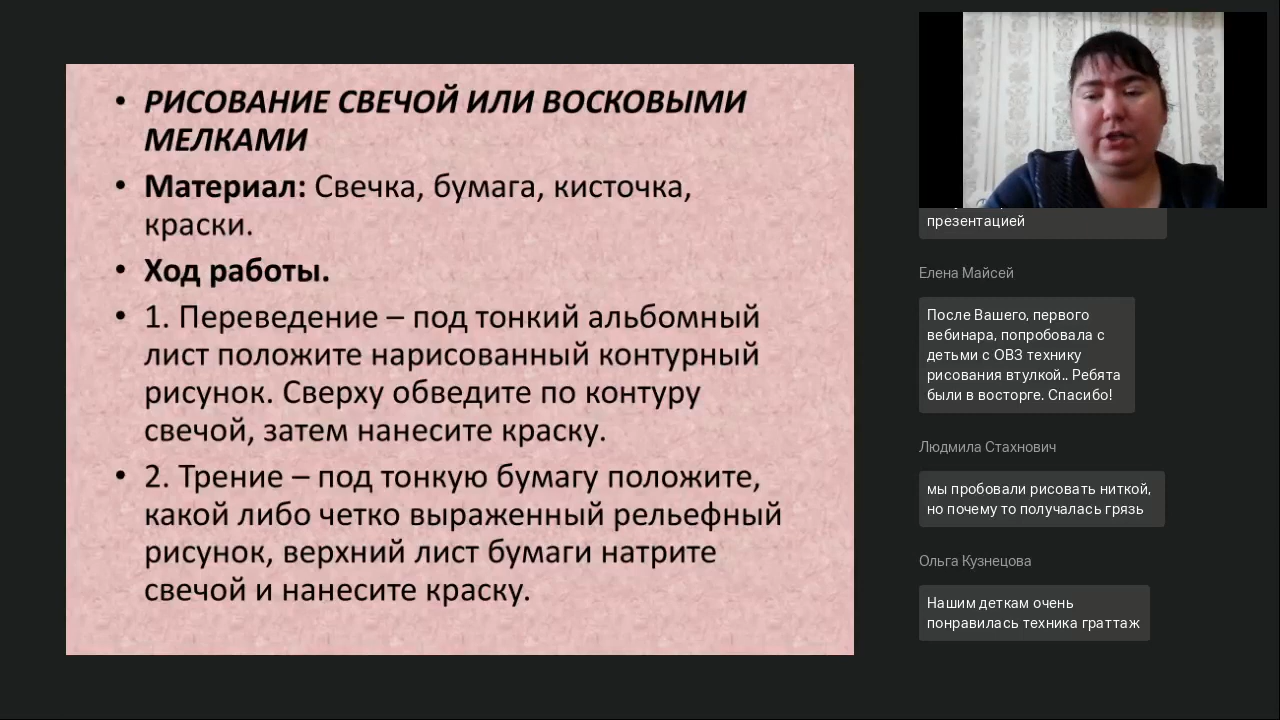 РИСОВАНИЕ СВЕЧОЙ ИЛИ ВОСКОВЫМИ
МЕЛКАМИ
Материал: Свечка, бумага, кисточка,
краски.
Ход работы.
1. Переведение – под тонкий альбомный
лист положите нарисованный контурный
рисунок. Сверху обведите по контуру
свечой, затем нанесите краску.
2. Трение – под тонкую бумагу положите,
какой либо четко выраженный рельефный
рисунок, верхний лист бумаги натрите
свечой и нанесите краску.
презентацией
Елена Майсей
После Вашего, первого
вебинара, попробовала с
детьми с ОВЗ технику
рисования втулкой.. Ребята
были в восторге. Спасибо!
Людмила Стахнович
мы пробовали рисовать ниткой,
но почему то получалась грязь
Ольга Кузнецова
Нашим деткам очень
понравилась техника граттаж